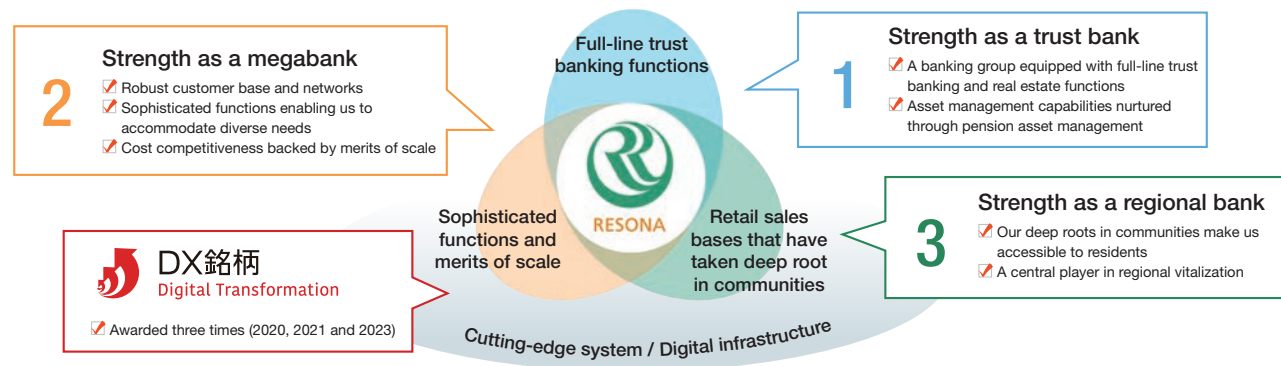 2
Strength as a megabank
Robust customer base and networks
Sophisticated functions enabling us to
accommodate diverse needs
Cost competitiveness backed by merits of scale
Full-line trust
banking functions
1
Strength as a trust bank
A banking group equipped with full-line trust
banking and real estate functions
Asset management capabilities nurtured
through pension asset management
RESONA
Sophisticated
functions and
merits of scale
Retail sales
bases that have
taken deep root
in communities
3
Strength as a regional bank
Our deep roots in communities make us
accessible to residents
A central player in regional vitalization
DX銘柄
Digital Transformation
Awarded three times (2020, 2021 and 2023)
Cutting-edge system / Digital infrastructure